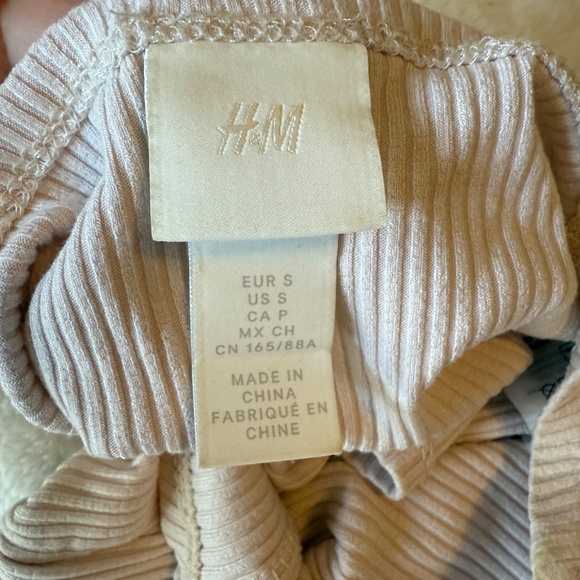 H&M
EUR S
US S
CA P
MX CH
CN 165/88A
MADE IN
CHINA
FABRIQUÉ EN
CHINE